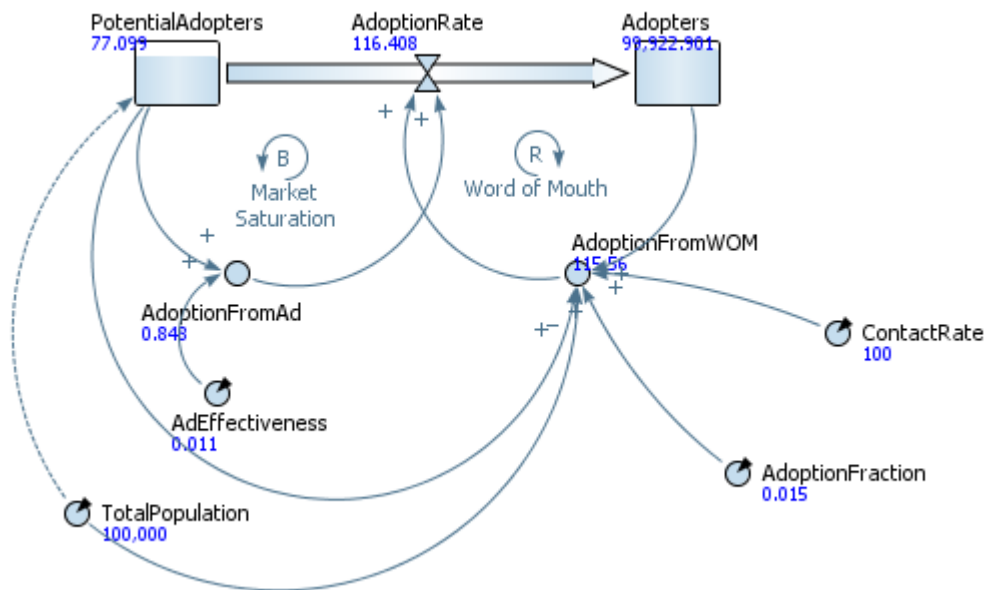 PotentialAdopters
77.099
AdoptionRate
116.408
Adopters
99,922.901
+
+
B
Market
Saturation
R
Word of Mouth
+
+
AdoptionFromWOM
115.56
+
+
AdoptionFromAd
0.848
+
−
+
ContactRate
100
AdEffectiveness
0.011
AdoptionFraction
0.015
TotalPopulation
100,000